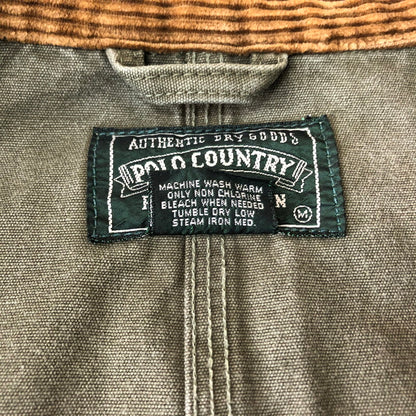 AUTHENTIC DRY GOODS
POLO COUNTRY
MACHINE WASH WARM
ONLY NON CHLORINE
BLEACH WHEN NEEDED
TUMBLE DRY LOW
STEAM IRON MED.
M